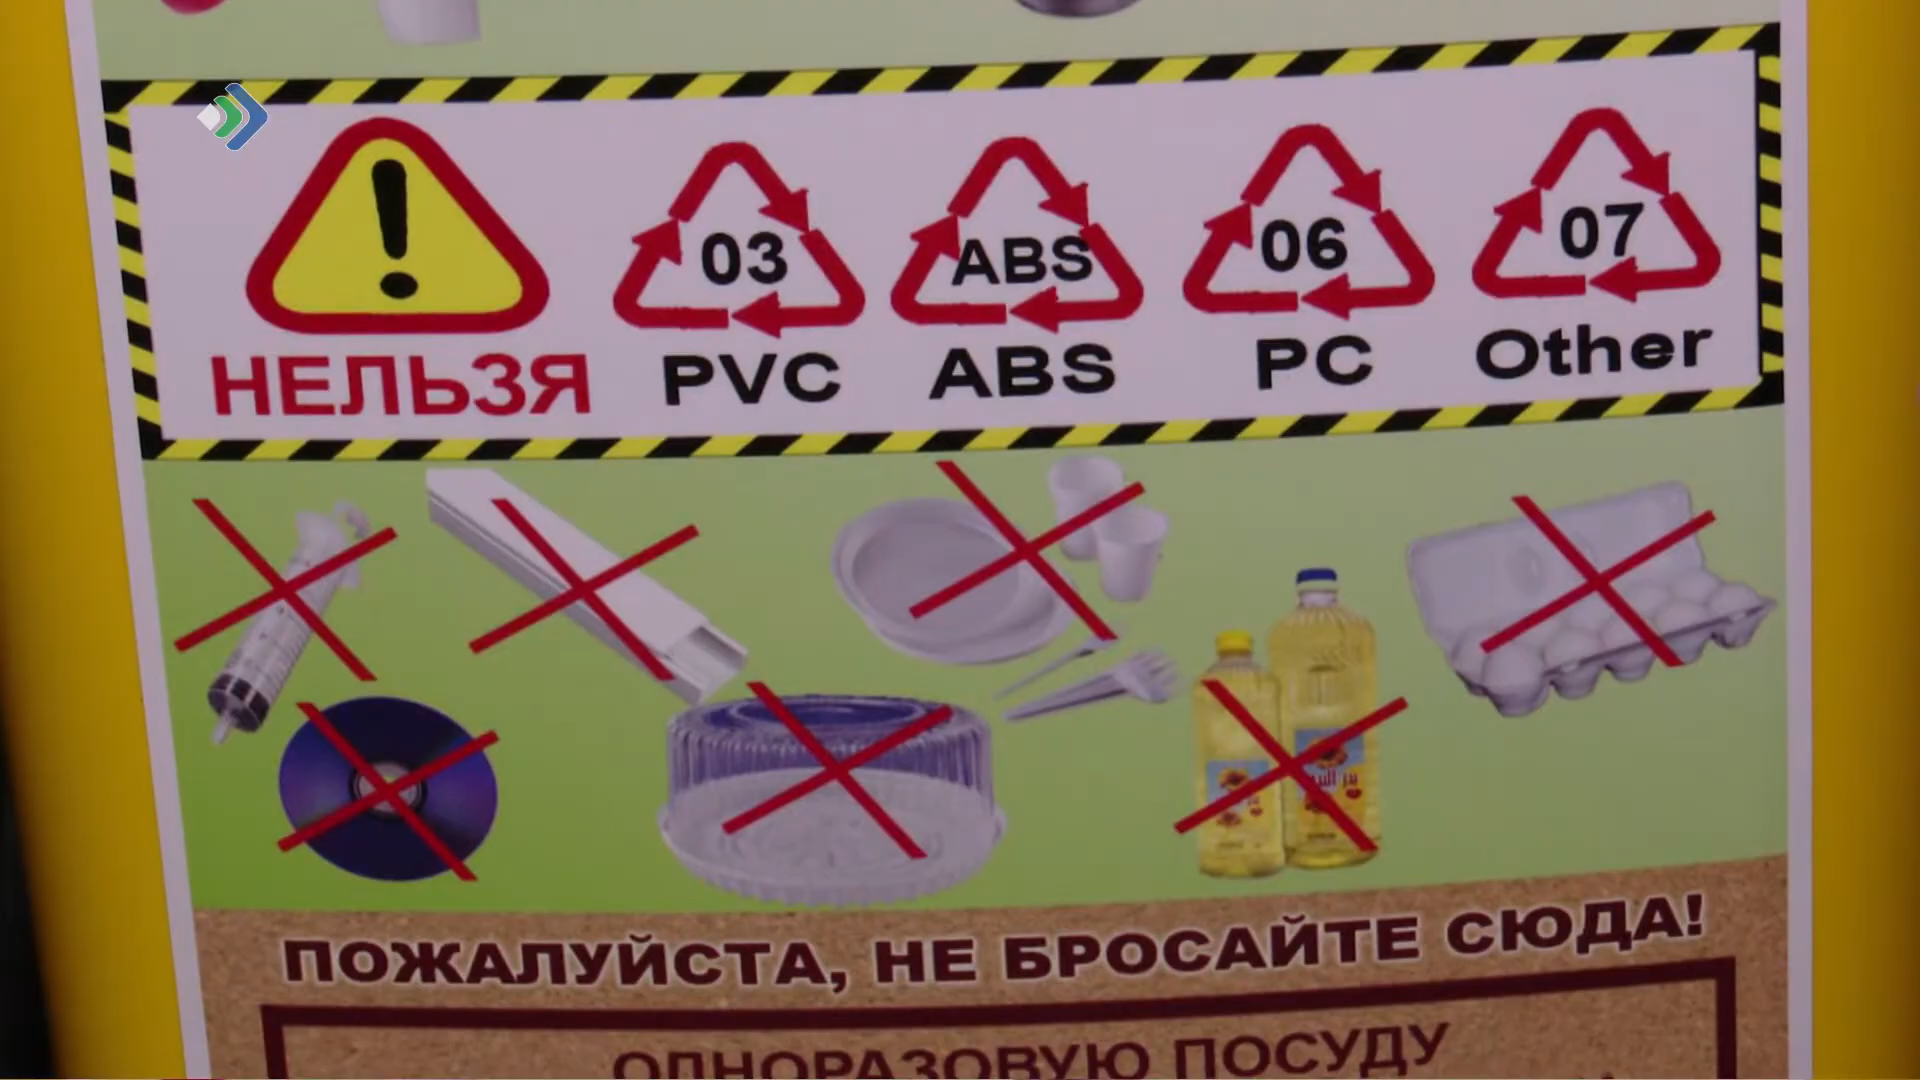 03 ABS 06 07
НЕЛЬЗЯ PVC ABS PC Other
ПОЖАЛУЙСТА, НЕ БРОСАЙТЕ СЮДА!
ОДНОРАЗОВУЮ ПОСУДУ